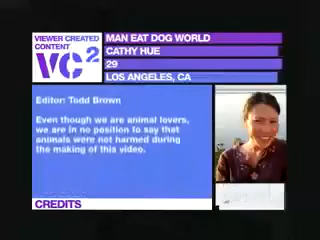 VIEWER CREATED
CONTENT
VC2
MAN EAT DOG WORLD
CATHY HUE
29
LOS ANGELES, CA
Editor: Todd Brown
Even though we are animal lovers,
we are in no position to say that
animals were not harmed during
the making of this video.
CREDITS